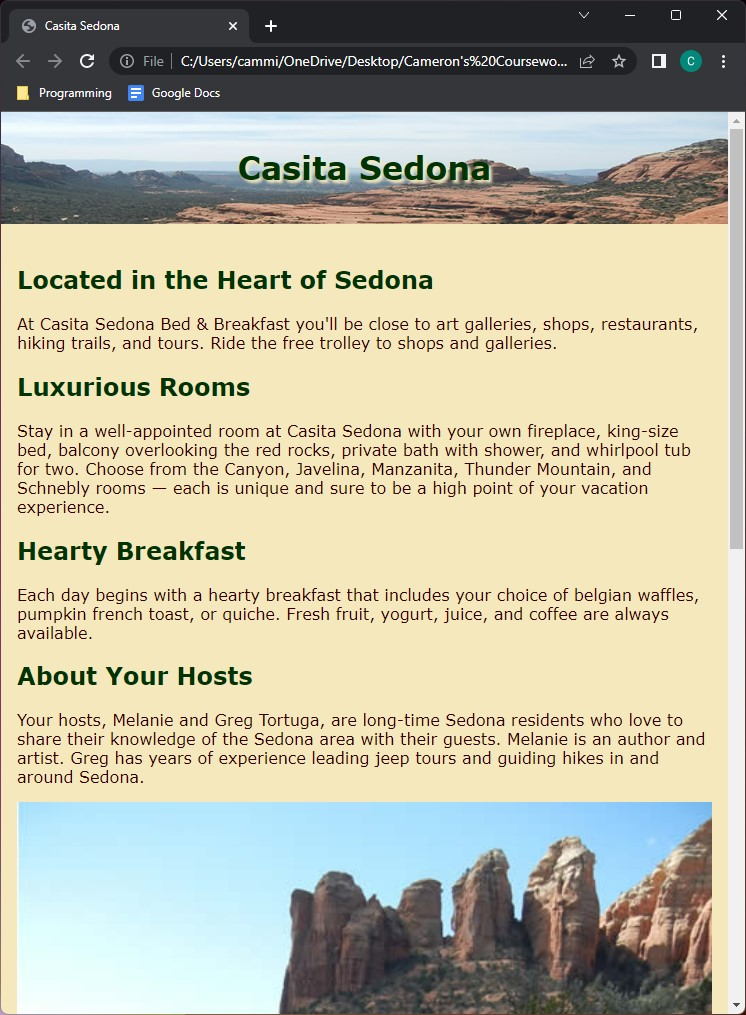 Casita Sedona
File
C:/Users/cammi/OneDrive/Desktop/Cameron's%20Coursewo...
C
Programming
Google Docs
Casita Sedona
Located in the Heart of Sedona
At Casita Sedona Bed & Breakfast you'll be close to art galleries, shops, restaurants,
hiking trails, and tours. Ride the free trolley to shops and galleries.
Luxurious Rooms
Stay in a well-appointed room at Casita Sedona with your own fireplace, king-size
bed, balcony overlooking the red rocks, private bath with shower, and whirlpool tub
for two. Choose from the Canyon, Javelina, Manzanita, Thunder Mountain, and
Schnebly rooms — each is unique and sure to be a high point of your vacation
experience.
Hearty Breakfast
Each day begins with a hearty breakfast that includes your choice of belgian waffles,
pumpkin french toast, or quiche. Fresh fruit, yogurt, juice, and coffee are always
available.
About Your Hosts
Your hosts, Melanie and Greg Tortuga, are long-time Sedona residents who love to
share their knowledge of the Sedona area with their guests. Melanie is an author and
artist. Greg has years of experience leading jeep tours and guiding hikes in and
around Sedona.